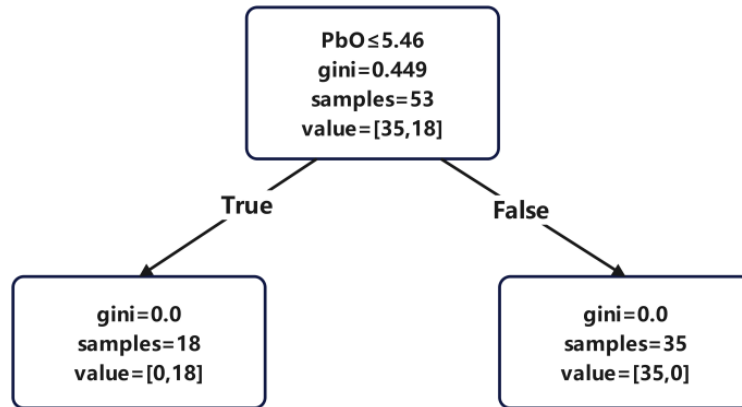 PbO≤5.46
gini=0.449
samples=53
value=[35,18]
True
False
gini=0.0
samples=18
value=[0,18]
gini=0.0
samples=35
value=[35,0]